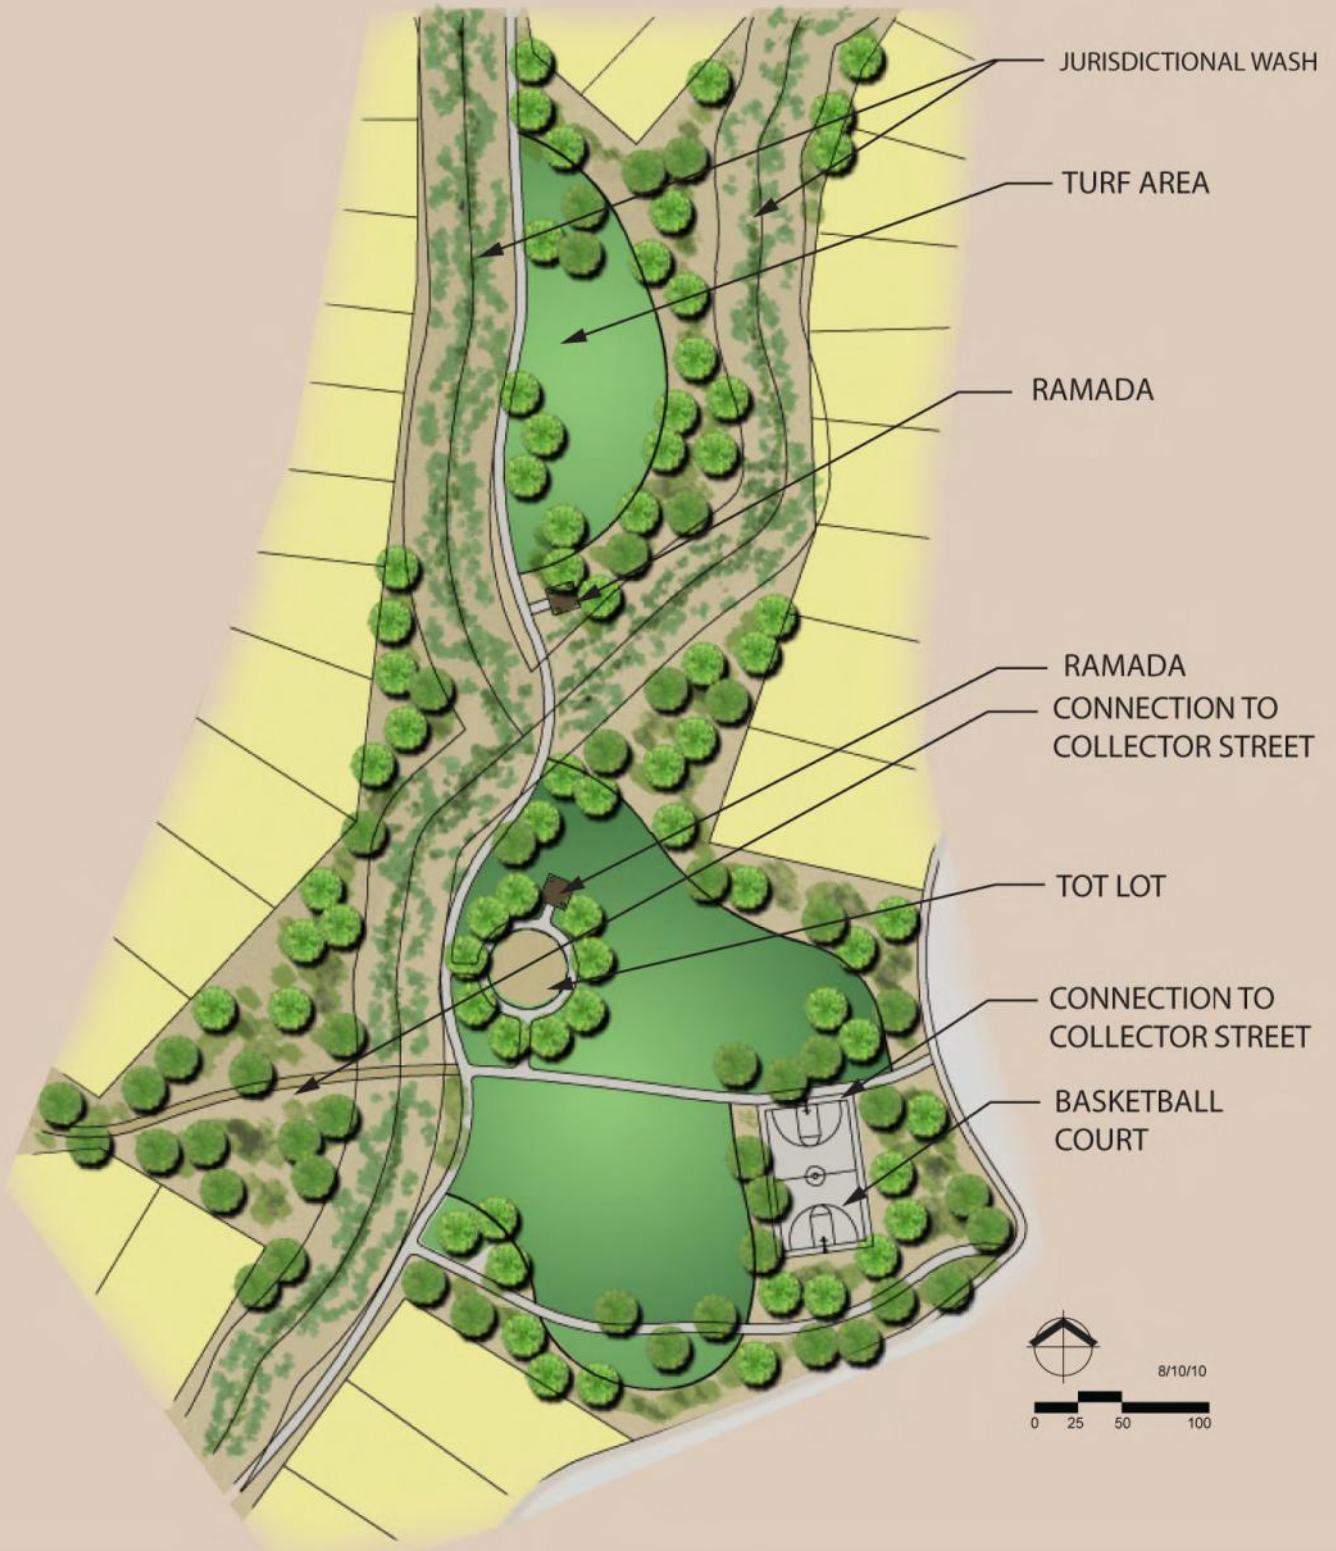 JURISDICTIONAL WASH
TURF AREA
RAMADA
RAMADA
CONNECTION TO
COLLECTOR STREET
TOT LOT
CONNECTION TO
COLLECTOR STREET
BASKETBALL
COURT
8/10/10
0 25 50 100